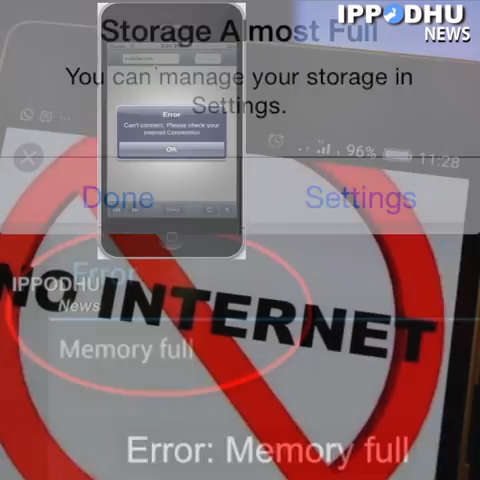 IPPODHU
NEWS
Storage Almost Full
You can manage your storage in
Settings.
Error
Can't connect, Please check your
Internet Connection
OK
96%
11:28
Done
Settings
Error
IPPODHU
News
NO INTERNET
Memory full
Error: Memory full